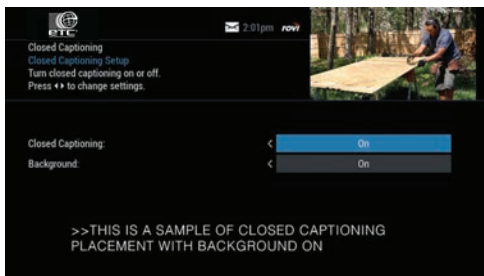 eTC
2:01pm rovi
Closed Captioning
Closed Captioning Setup
Turn closed captioning on or off.
Press ◂▸ to change settings.
Closed Captioning: < On
Background: < On
>>THIS IS A SAMPLE OF CLOSED CAPTIONING
PLACEMENT WITH BACKGROUND ON